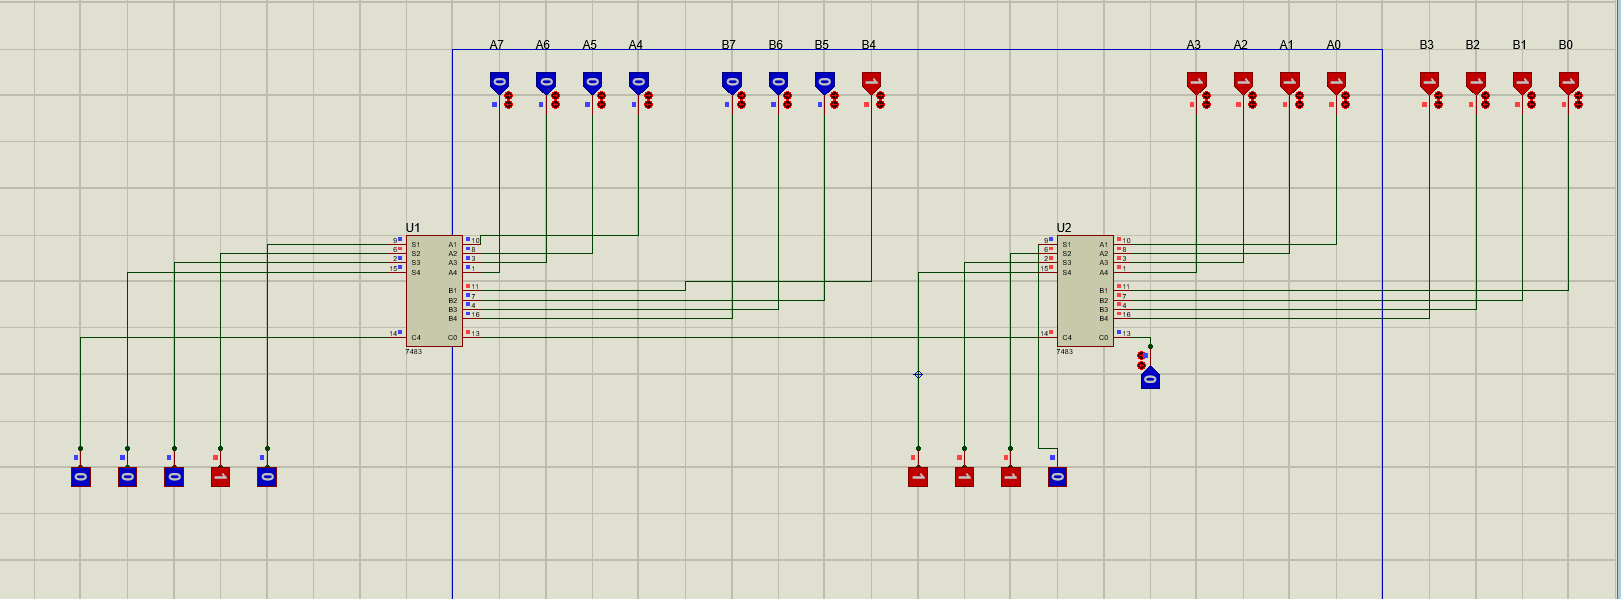 A7 A6 A5 A4 B7 B6 B5 B4 A3 A2 A1 A0 B3 B2 B1 B0
0 0 0 0 0 0 0 1 1 1 1 1 1 1 1 1
U1 U2
9 S1 A1 10 9 S1 A1 10
6 S2 A2 8 6 S2 A2 8
2 S3 A3 3 2 S3 A3 3
15 S4 A4 1 15 S4 A4 1
B1 11 B1 11
B2 7 B2 7
B3 4 B3 4
B4 16 B4 16
14 C4 C0 13 14 C4 C0 13
7483 7483
0
0 0 0 1 0 1 1 1 0